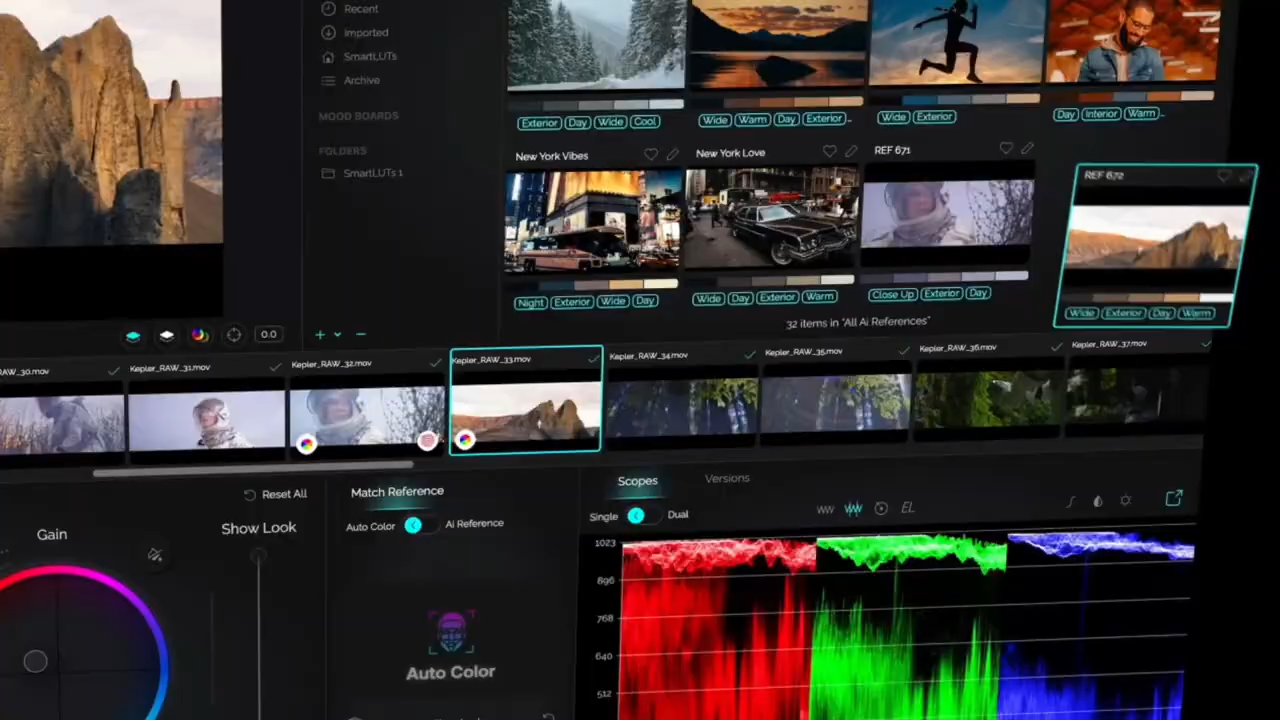 Recent
Imported
SmartLUTs
Archive
MOOD BOARDS
FOLDERS
SmartLUTs 1
Exterior Day Wide Cool
Wide Warm Day Exterior..
Wide Exterior
Day Interior Warm..
New York Vibes
New York Love
REF 671
REF 672
Night Exterior Wide Day
Wide Day Exterior Warm
Close Up Exterior Day
Wide Exterior Day Warm
0.0
32 items in "All Ai References"
RAW_30.mov
Kepler_RAW_31.mov
Kepler_RAW_32.mov
Kepler_RAW_33.mov
Kepler_RAW_34.mov
Kepler_RAW_35.mov
Kepler_RAW_36.mov
Kepler_RAW_37.mov
Reset All
Gain
Show Look
Match Reference
Auto Color
Ai Reference
Auto Color
Scopes
Versions
Single
Dual
EL
1023
896
768
640
512